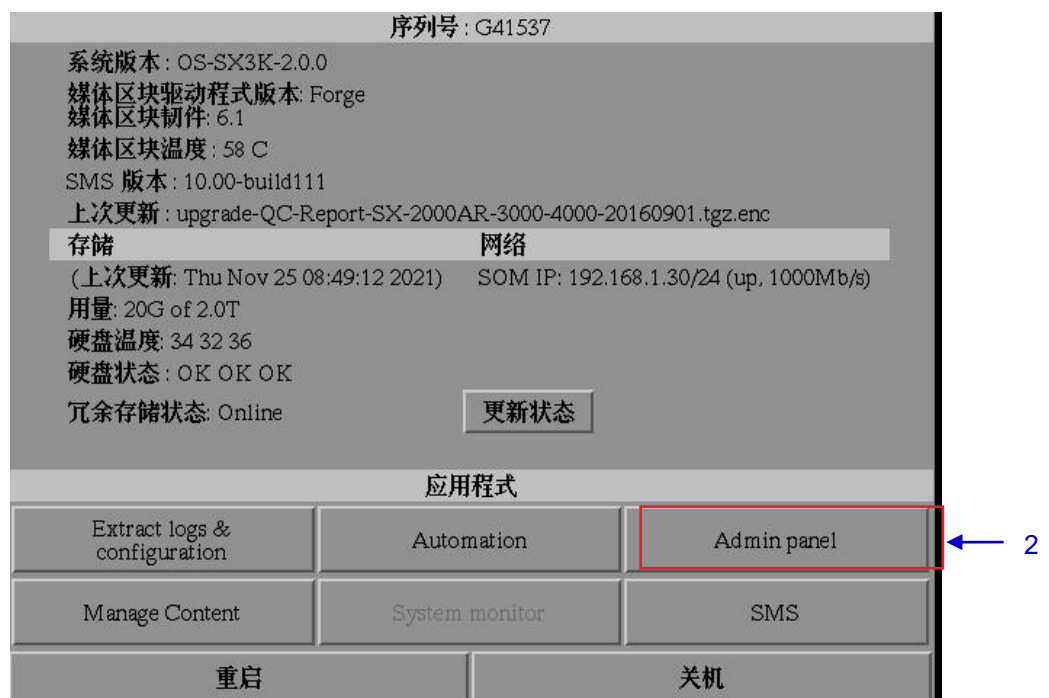 序列号 : G41537
系统版本 : OS-SX3K-2.0.0
媒体区块驱动程式版本: Forge
媒体区块韧件: 6.1
媒体区块温度 : 58 C
SMS 版本 : 10.00-build111
上次更新 : upgrade-QC-Report-SX-2000AR-3000-4000-20160901.tgz.enc
存储 网络
(上次更新: Thu Nov 25 08:49:12 2021) SOM IP: 192.168.1.30/24 (up, 1000Mb/s)
用量: 20G of 2.0T
硬盘温度: 34 32 36
硬盘状态 : OK OK OK
冗余存储状态: Online 更新状态
应用程式
Extract logs &
configuration
Automation
Admin panel
2
Manage Content
System monitor
SMS
重启
关机